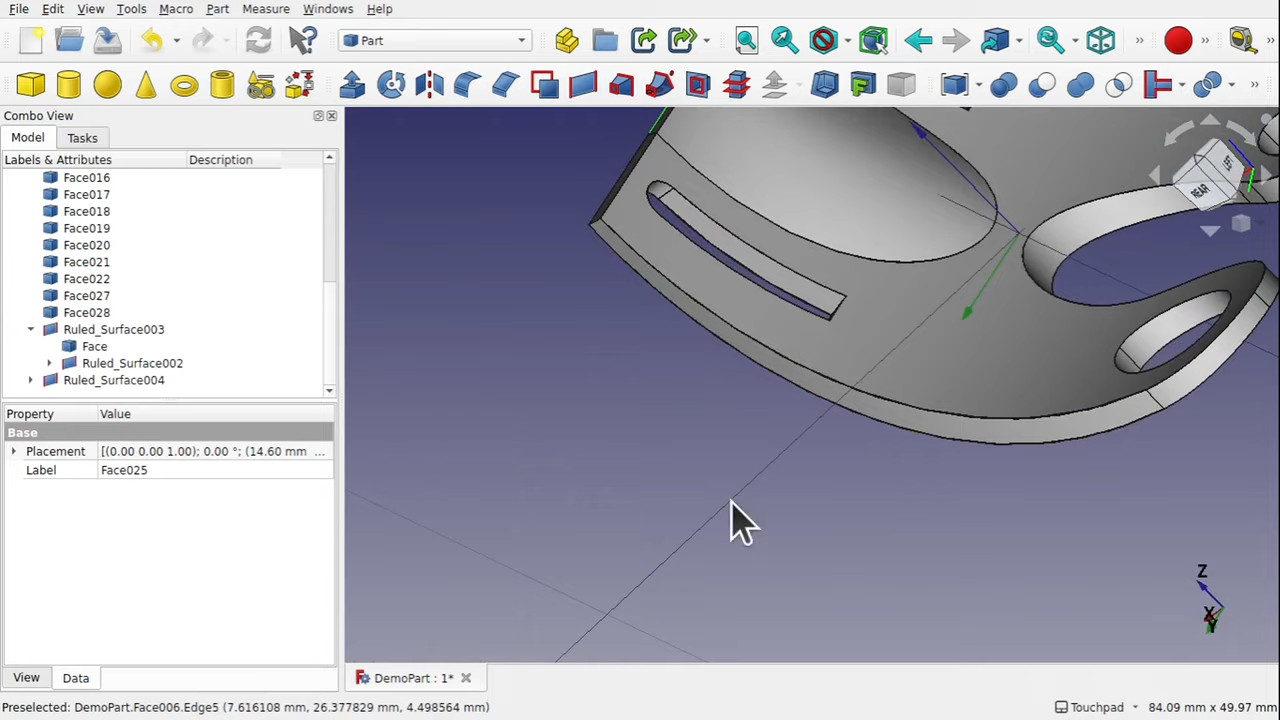 File Edit View Tools Macro Part Measure Windows Help
Part
Combo View
Model Tasks
Labels & Attributes Description
Face016
Face017
Face018
Face019
Face020
Face021
Face022
Face027
Face028
Ruled_Surface003
Face
Ruled_Surface002
Ruled_Surface004
Property Value
Base
Placement [(0.00 0.00 1.00); 0.00 °; (14.60 mm ...
Label Face025
View Data
LEFT
REAR
Z
X
Y
DemoPart : 1*
Preselected: DemoPart.Face006.Edge5 (7.616108 mm, 26.377829 mm, 4.498564 mm)
Touchpad 84.09 mm x 49.97 mm